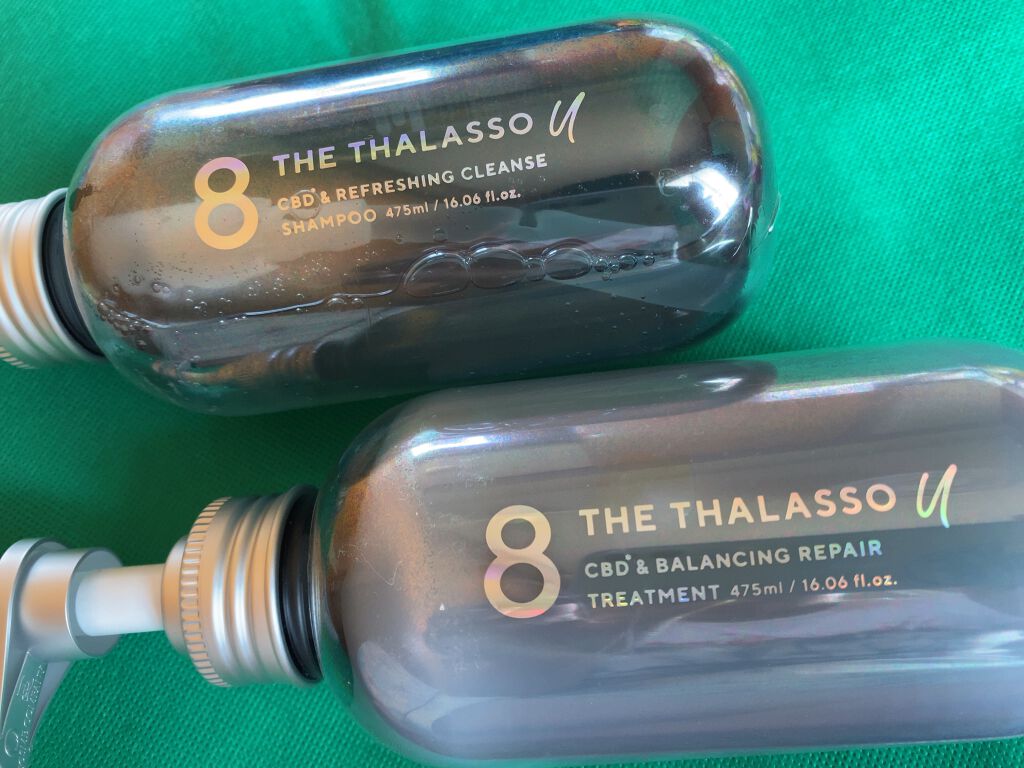 8 THE THALASSO U
CBD* & REFRESHING CLEANSE
SHAMPOO 475ml / 16.06 fl.oz.
8 THE THALASSO U
CBD* & BALANCING REPAIR
TREATMENT 475ml / 16.06 fl.oz.